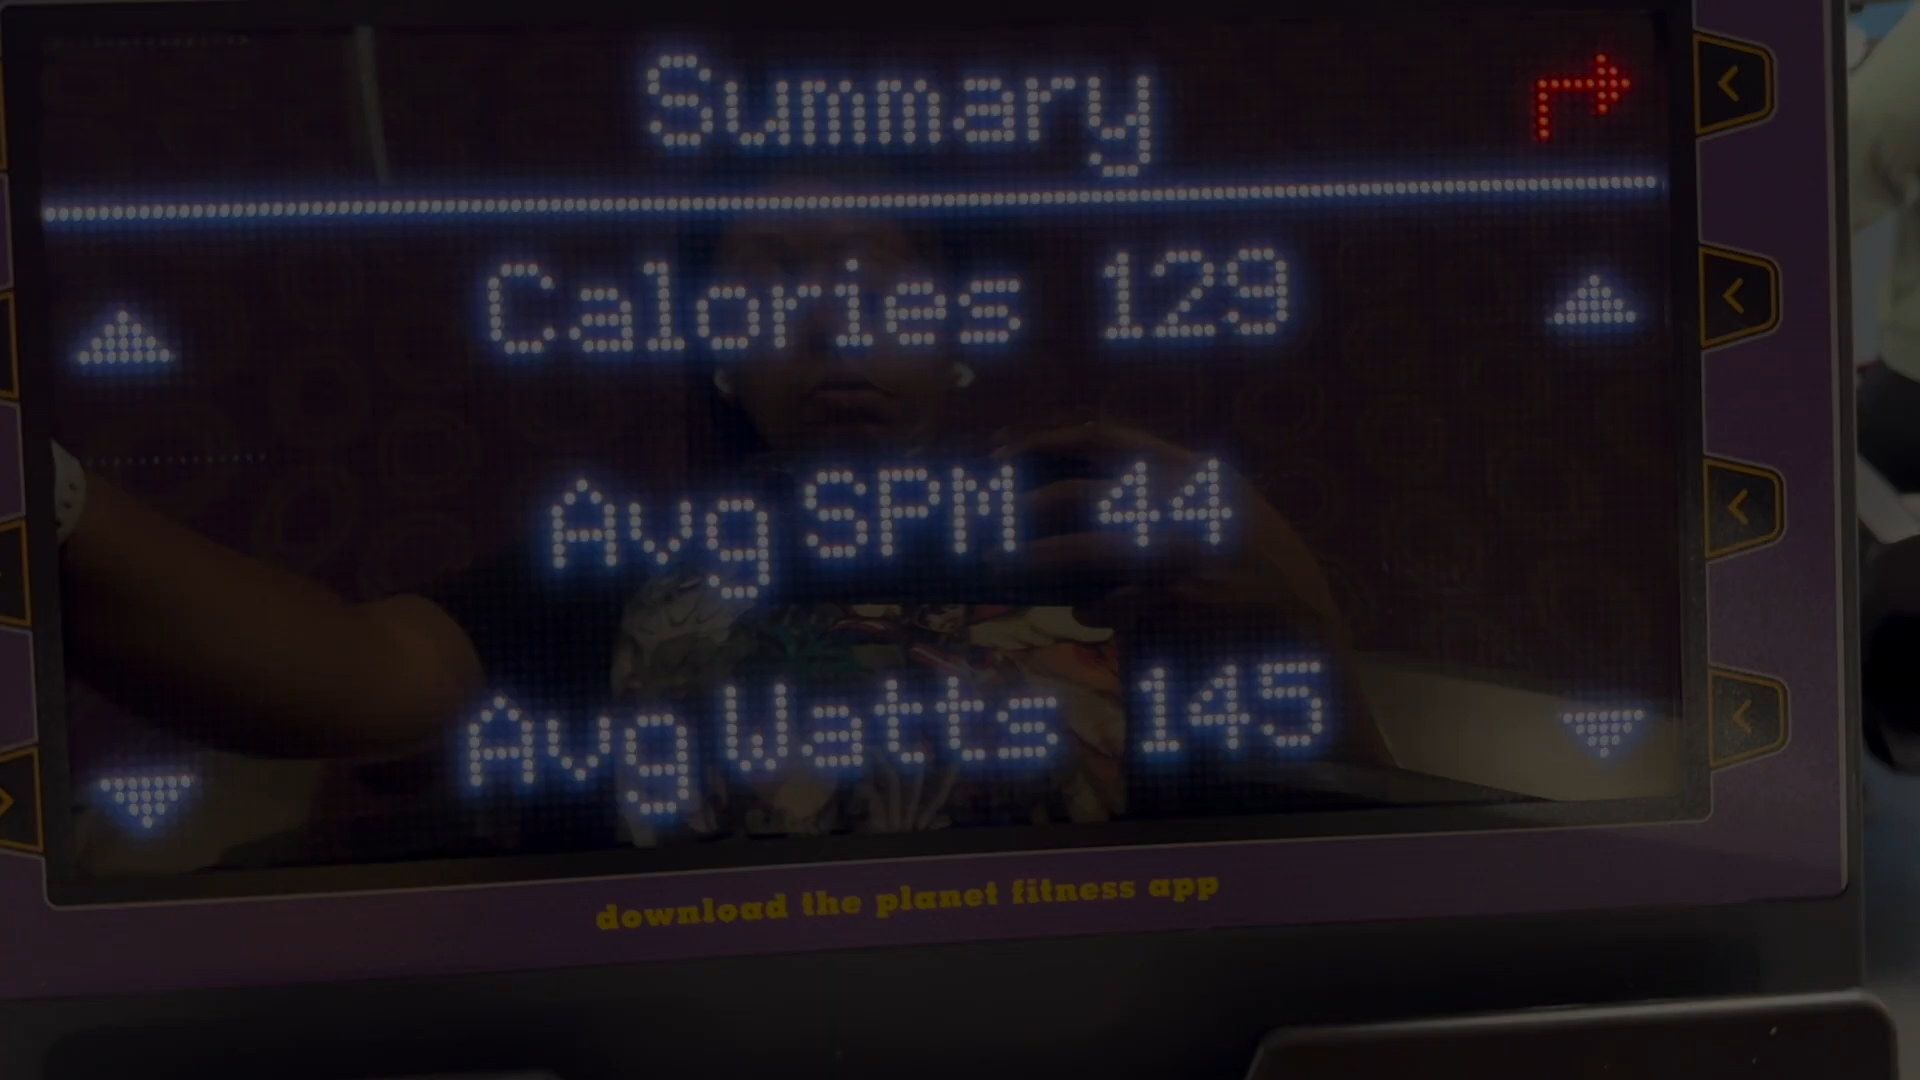 Summary
Calories 129
Avg SPM 44
Avg Watts 145
download the planet fitness app